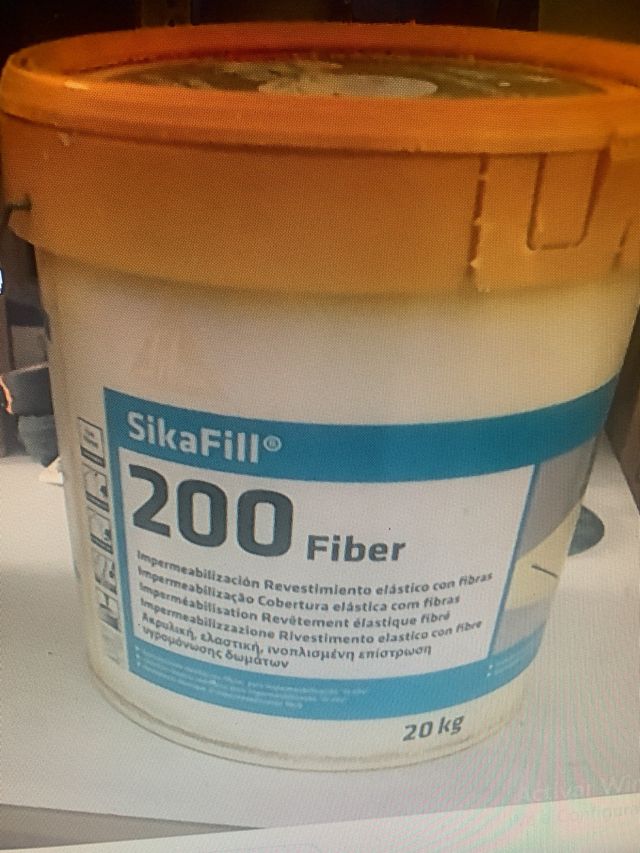 SikaFill®
200 Fiber
Impermeabilización Revestimiento elástico con fibras
Impermeabilização Cobertura elástica com fibras
Imperméabilisation Revêtement élastique fibré
Impermeabilizzazione Rivestimento elastico con fibre
Ακρυλική, ελαστική, ινοπλισμένη επίστρωση
υγρομόνωσης δωμάτων
20 kg